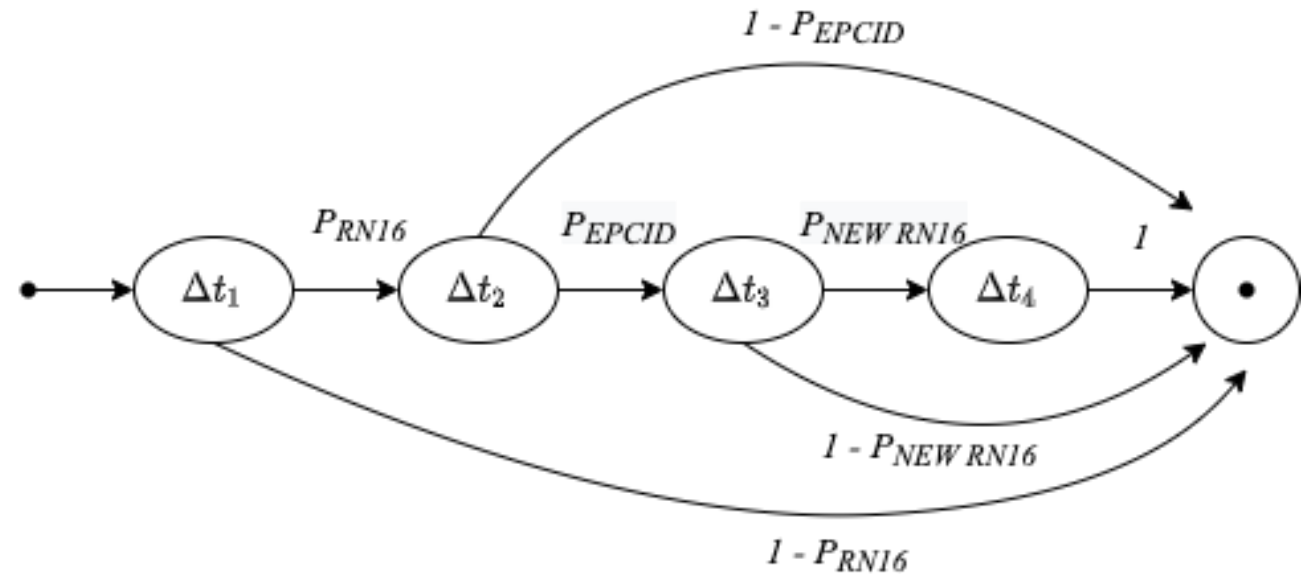 1 - P_EPCID
P_RN16 P_EPCID P_NEW RN16 1
Δt₁ Δt₂ Δt₃ Δt₄
1 - P_NEW RN16
1 - P_RN16